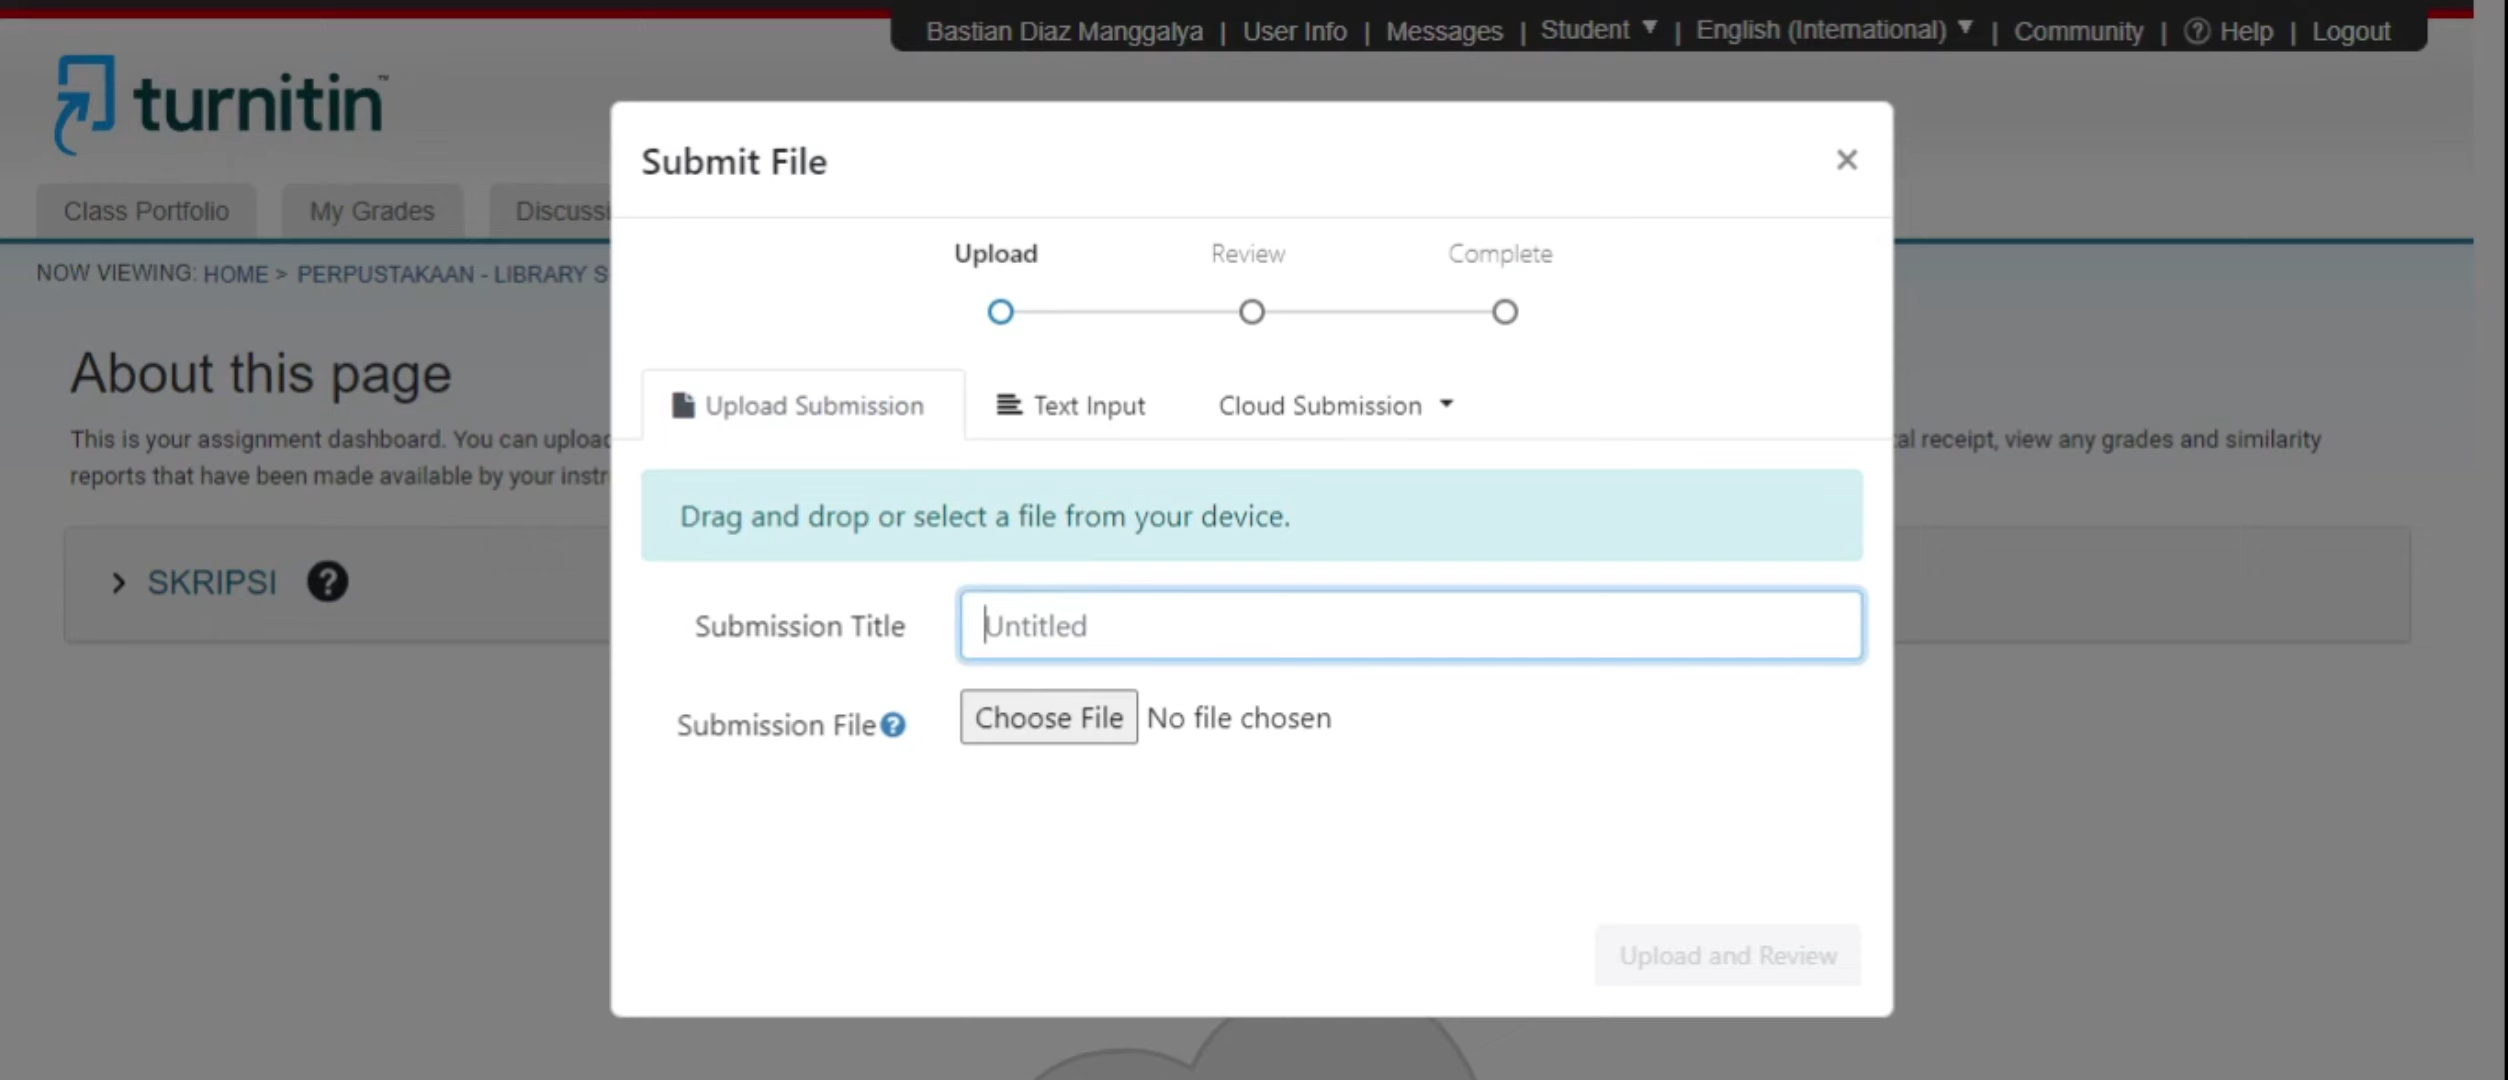 Bastian Diaz Manggalya | User Info | Messages | Student ▼ | English (International) ▼ | Community | ? Help | Logout
turnitin™
Class Portfolio
My Grades
Discussi
NOW VIEWING: HOME > PERPUSTAKAAN - LIBRARY S
About this page
This is your assignment dashboard. You can upload
al receipt, view any grades and similarity
reports that have been made available by your instr
> SKRIPSI ?
Submit File
×
Upload
Review
Complete
Upload Submission
Text Input
Cloud Submission
Drag and drop or select a file from your device.
Submission Title
Untitled
Submission File ?
Choose File No file chosen
Upload and Review